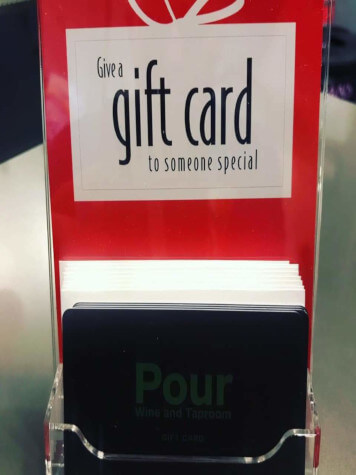 Give a
gift card
to someone special
Pour
Wine and Taproom
GIFT CARD